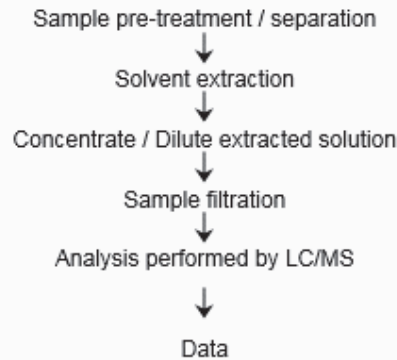 Sample pre-treatment / separation
Solvent extraction
Concentrate / Dilute extracted solution
Sample filtration
Analysis performed by LC/MS
Data